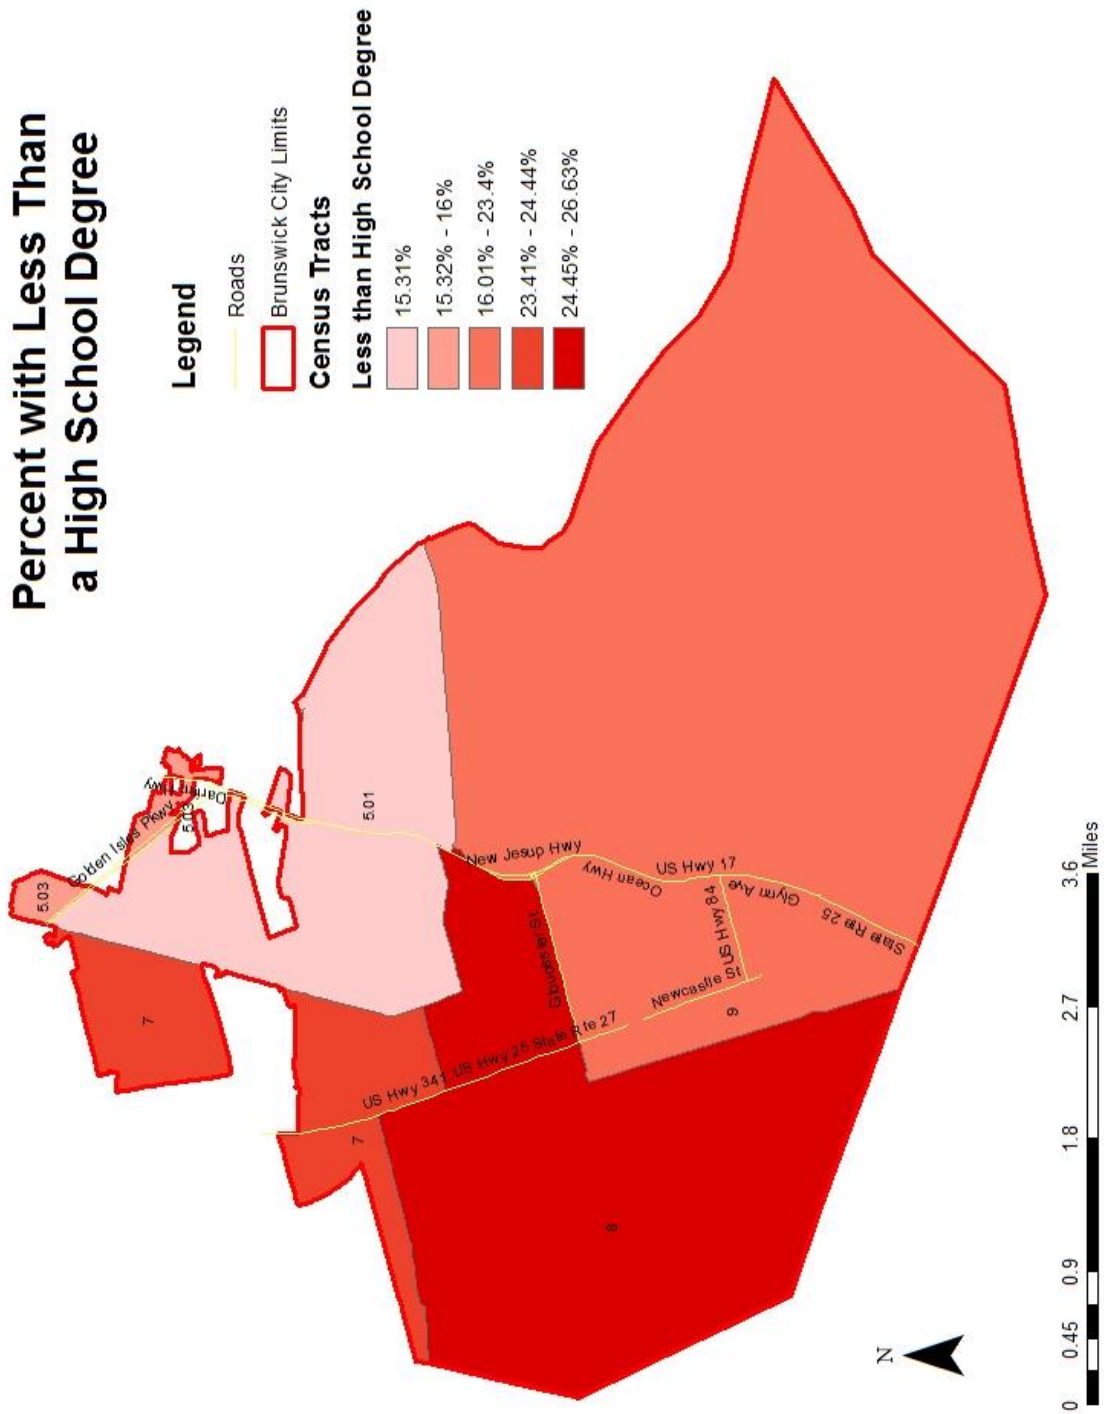 Percent with Less Than
a High School Degree
Legend
Roads
Brunswick City Limits
Census Tracts
Less than High School Degree
15.31%
15.32% - 16%
16.01% - 23.4%
23.41% - 24.44%
24.45% - 26.63%
5.03
Golden Isles Pkwy
Darien Hwy
5.03
7
5.01
US Hwy 341
7
US Hwy 25
State Rte 27
New Jesup Hwy
Gloucester St
Ocean Hwy
US Hwy 17
US Hwy 84
Glynn Ave
Newcastle St
State Rte 25
9
8
N
0 0.45 0.9 1.8 2.7 3.6
Miles